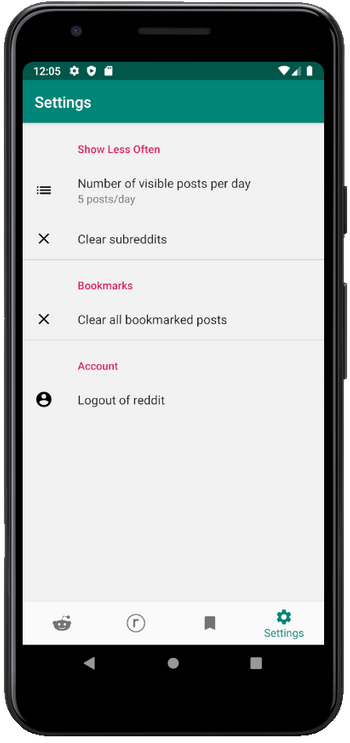 12:05
Settings
Show Less Often
Number of visible posts per day
5 posts/day
Clear subreddits
Bookmarks
Clear all bookmarked posts
Account
Logout of reddit
r
Settings